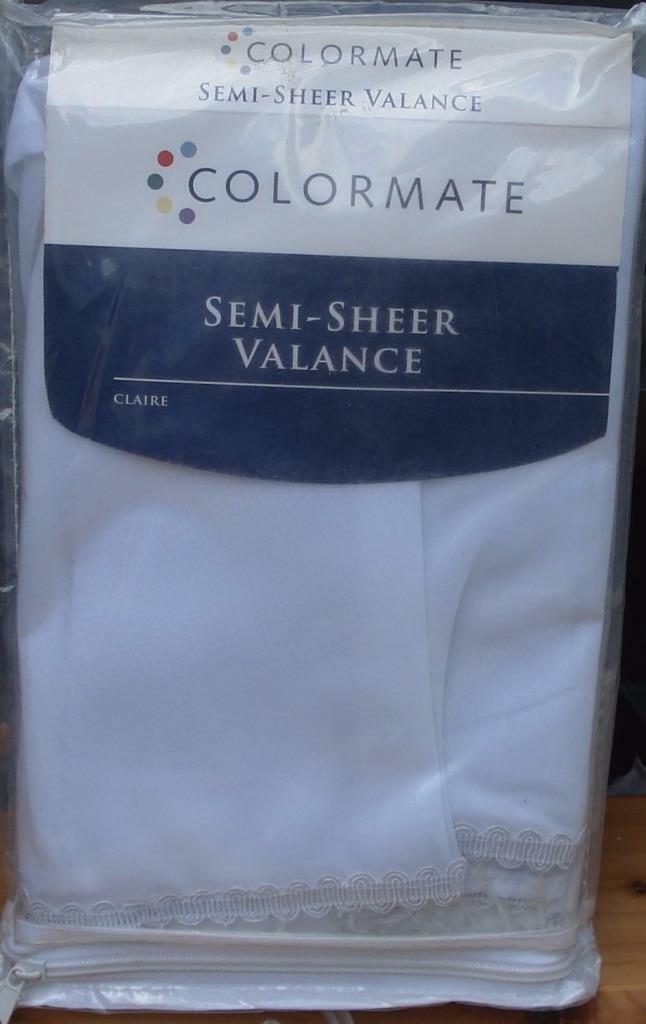 COLORMATE
SEMI-SHEER VALANCE
COLORMATE
SEMI-SHEER
VALANCE
CLAIRE